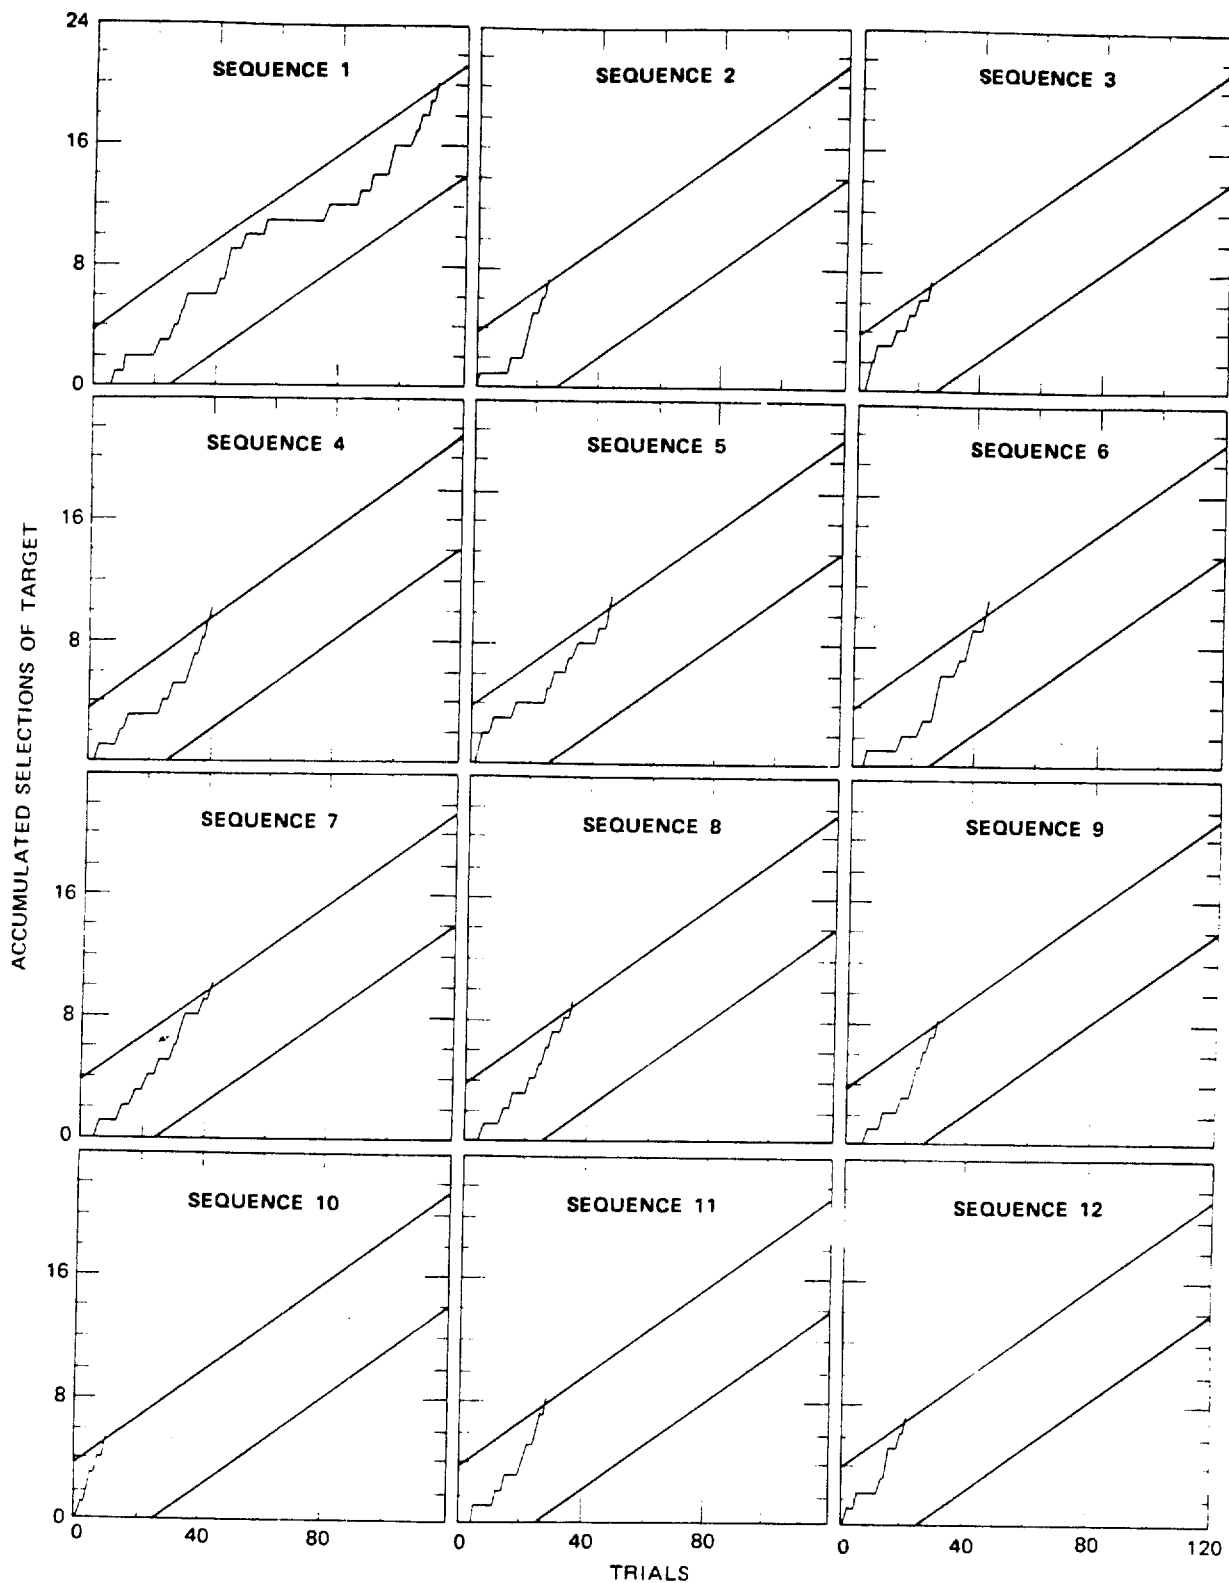 24
SEQUENCE 1
SEQUENCE 2
SEQUENCE 3
16
8
0
SEQUENCE 4
SEQUENCE 5
SEQUENCE 6
16
8
ACCUMULATED SELECTIONS OF TARGET
SEQUENCE 7
SEQUENCE 8
SEQUENCE 9
16
8
0
SEQUENCE 10
SEQUENCE 11
SEQUENCE 12
16
8
0
0 40 80 0 40 80 0 40 80 120
TRIALS